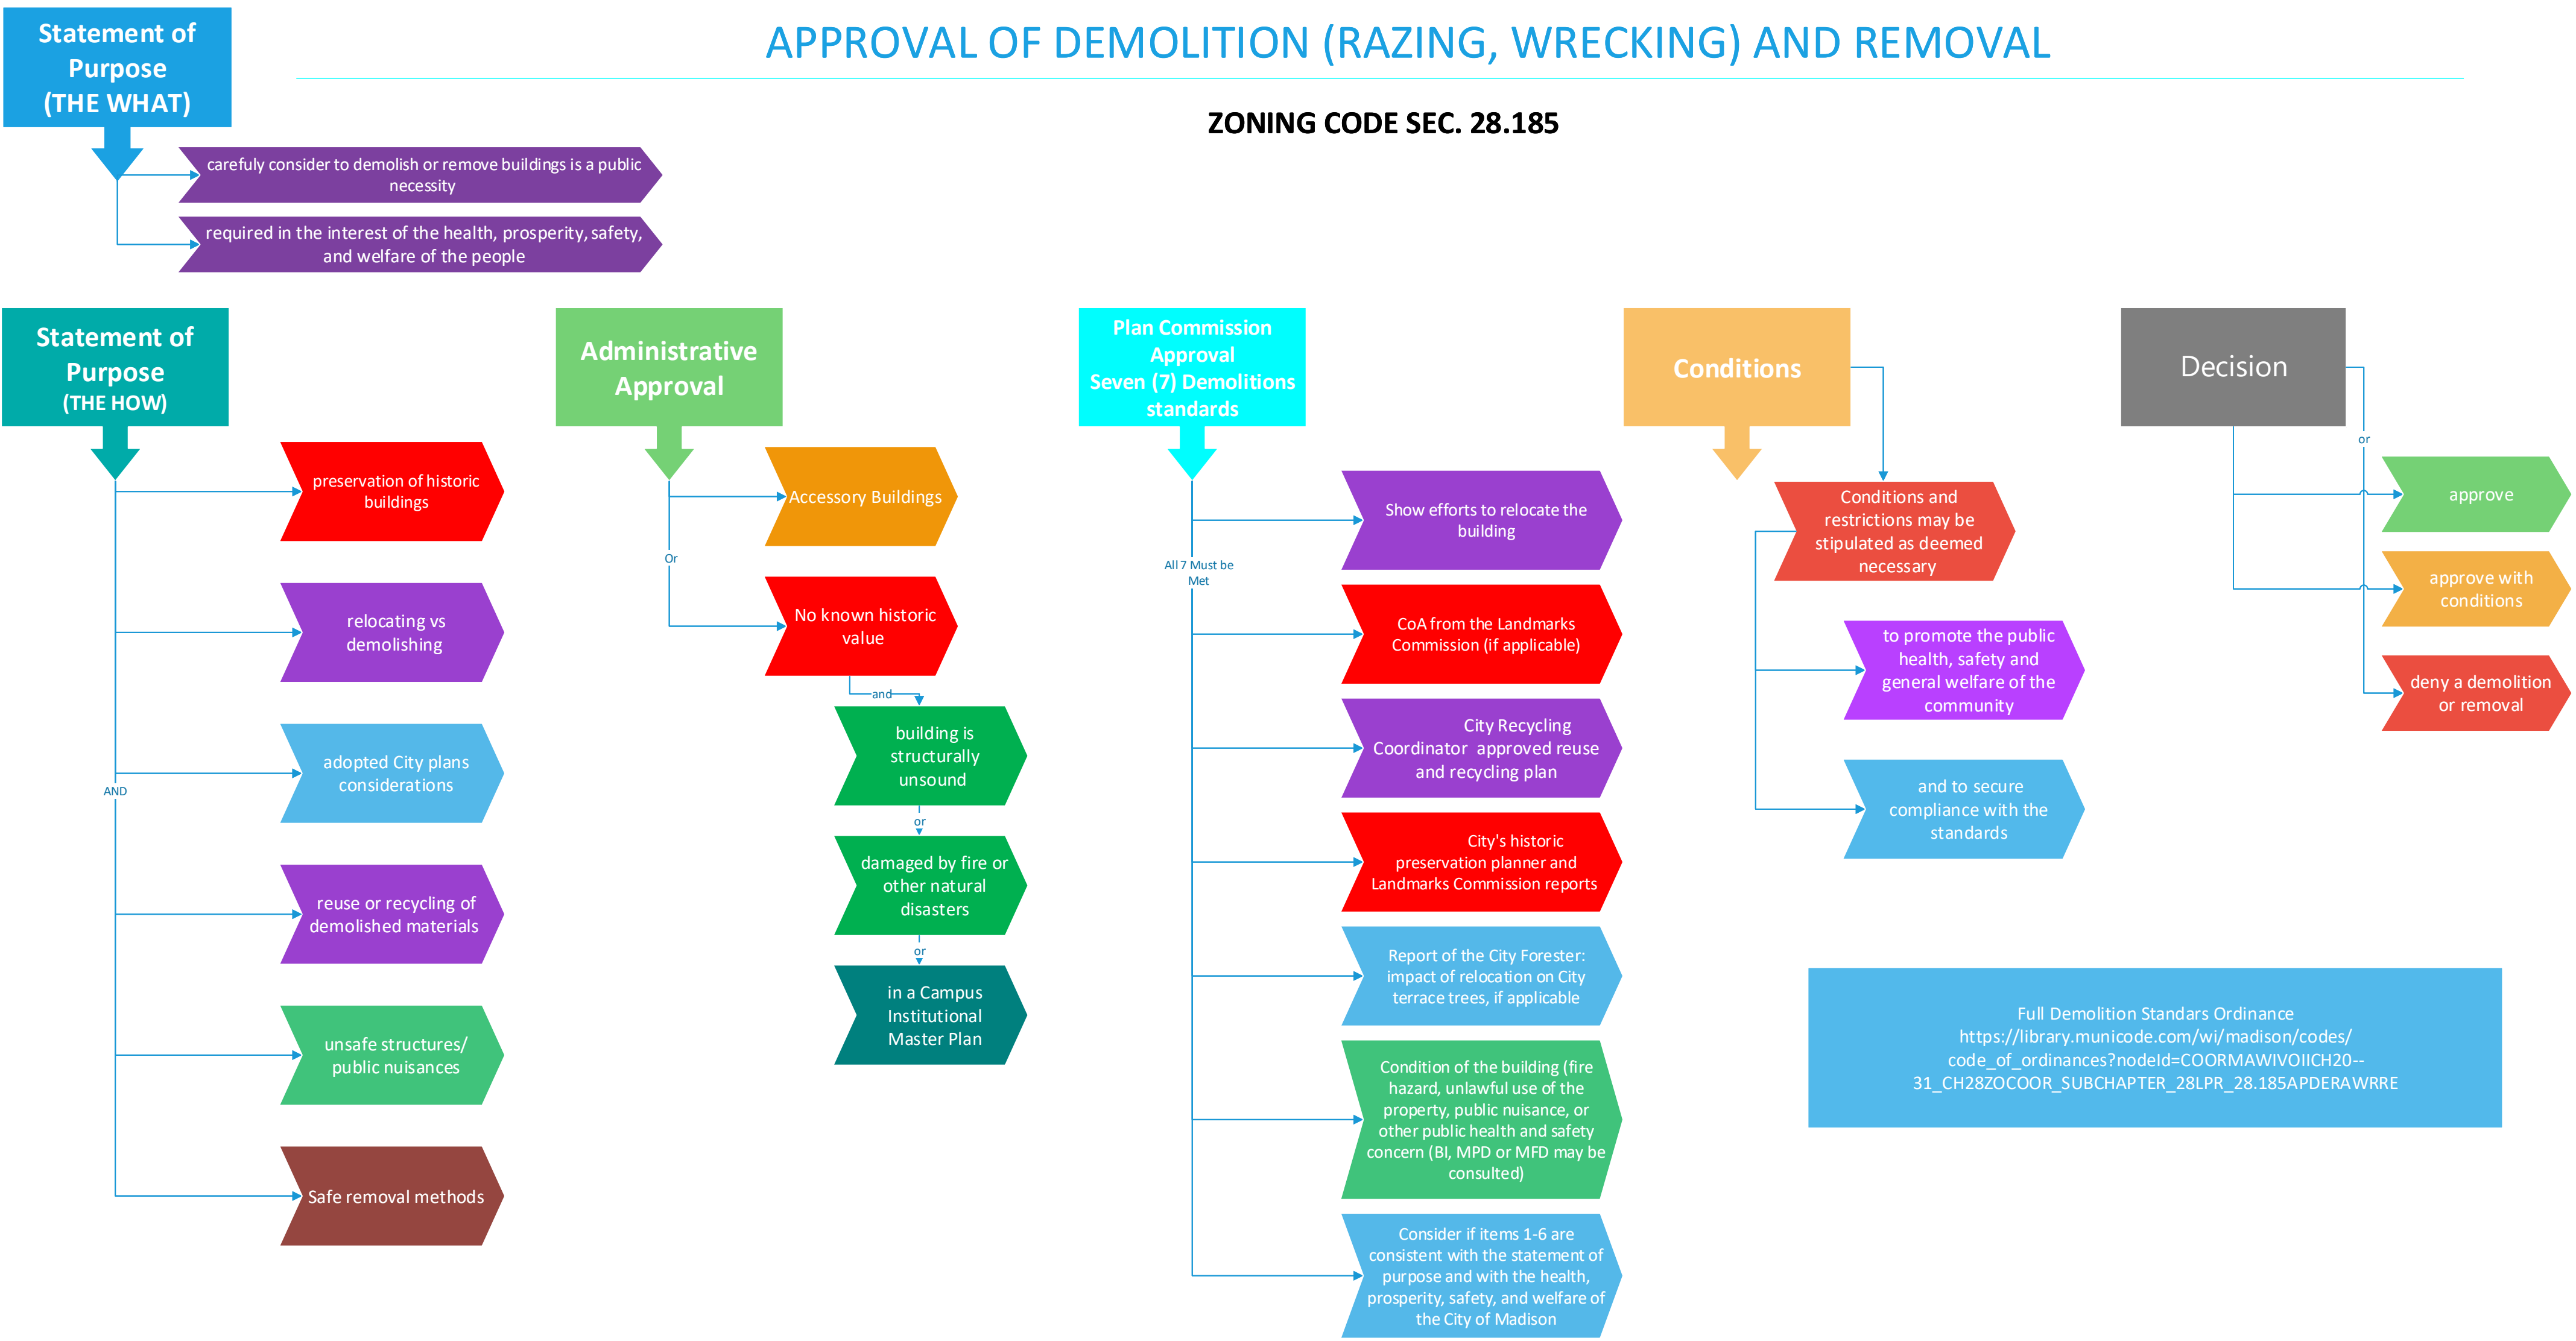 Statement of
Purpose
(THE WHAT)
APPROVAL OF DEMOLITION (RAZING, WRECKING) AND REMOVAL
ZONING CODE SEC. 28.185
carefuly consider to demolish or remove buildings is a public
necessity
required in the interest of the health, prosperity, safety,
and welfare of the people
Statement of
Purpose
(THE HOW)
AND
preservation of historic
buildings
relocating vs
demolishing
adopted City plans
considerations
reuse or recycling of
demolished materials
unsafe structures/
public nuisances
Safe removal methods
Administrative
Approval
Accessory Buildings
Or
No known historic
value
and
building is
structurally
unsound
or
damaged by fire or
other natural
disasters
or
in a Campus
Institutional
Master Plan
Plan Commission
Approval
Seven (7) Demolitions
standards
All 7 Must be
Met
Show efforts to relocate the
building
CoA from the Landmarks
Commission (if applicable)
City Recycling
Coordinator approved reuse
and recycling plan
City's historic
preservation planner and
Landmarks Commission reports
Report of the City Forester:
impact of relocation on City
terrace trees, if applicable
Condition of the building (fire
hazard, unlawful use of the
property, public nuisance, or
other public health and safety
concern (BI, MPD or MFD may be
consulted)
Consider if items 1-6 are
consistent with the statement of
purpose and with the health,
prosperity, safety, and welfare of
the City of Madison
Conditions
Conditions and
restrictions may be
stipulated as deemed
necessary
to promote the public
health, safety and
general welfare of the
community
and to secure
compliance with the
standards
Decision
or
approve
approve with
conditions
deny a demolition
or removal
Full Demolition Standars Ordinance
https://library.municode.com/wi/madison/codes/
code_of_ordinances?nodeId=COORMAWIVOIICH20--
31_CH28ZOCOOR_SUBCHAPTER_28LPR_28.185APDERAWRRE